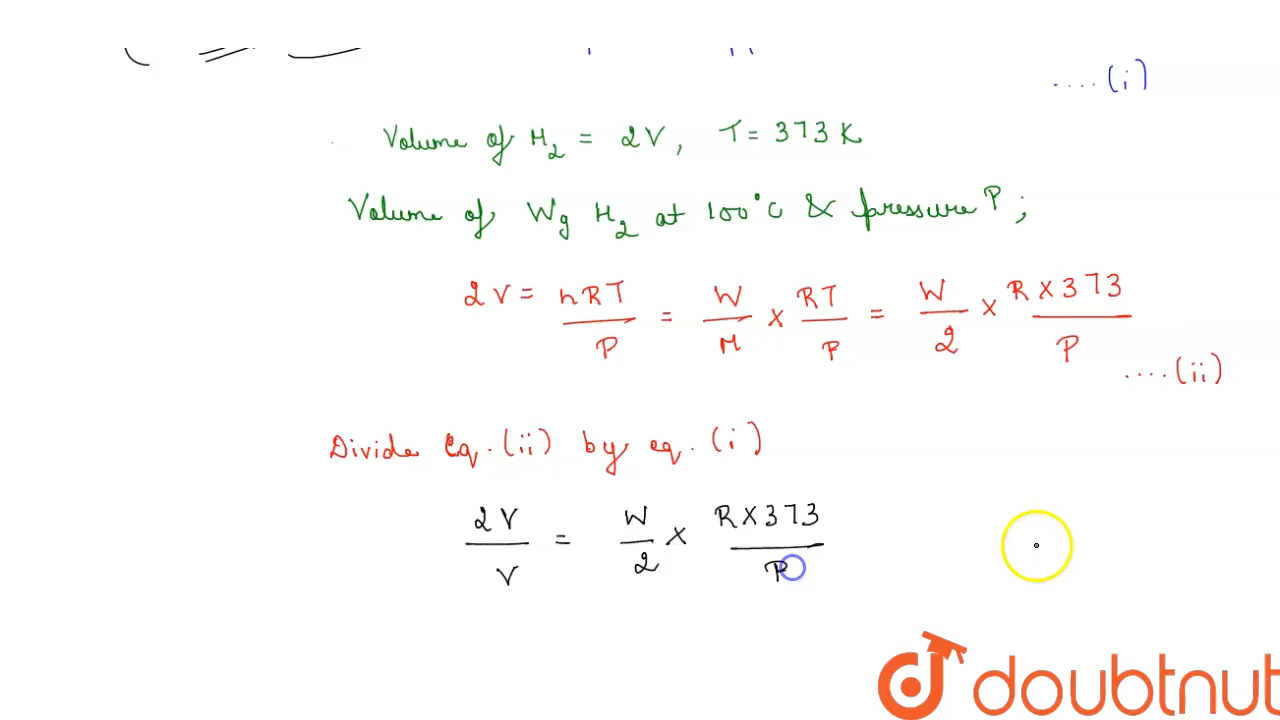 ....(i)
Volume of H2 = 2V, T = 373 K
Volume of Wg H2 at 100°C & pressure P;
2V = nRT/P = W/M × RT/P = W/2 × R×373/P
....(ii)
Divide Eq.(ii) by eq.(i)
2V/V = W/2 × R×373/P
doubtnut